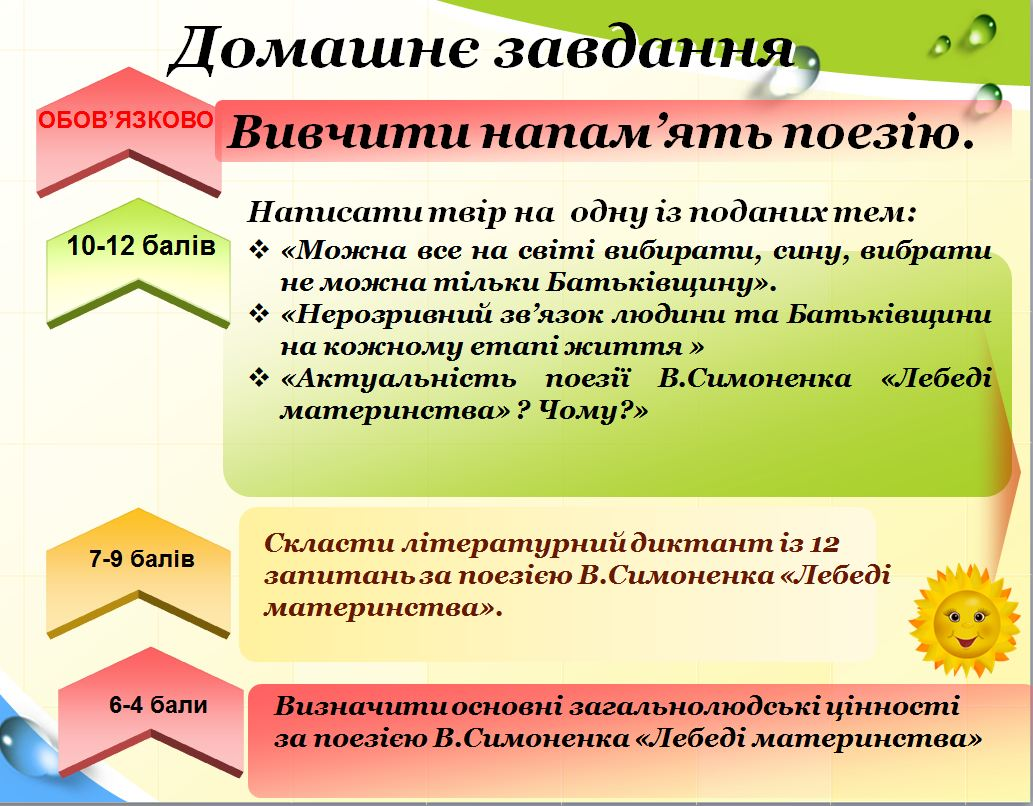 Домашнє завдання
ОБОВ’ЯЗКОВО
Вивчити напам’ять поезію.
10-12 балів
Написати твір на одну із поданих тем:
❖ «Можна все на світі вибирати, сину, вибрати
не можна тільки Батьківщину».
❖ «Нерозривний зв’язок людини та Батьківщини
на кожному етапі життя »
❖ «Актуальність поезії В.Симоненка «Лебеді
материнства» ? Чому?»
7-9 балів
Скласти літературний диктант із 12
запитань за поезією В.Симоненка «Лебеді
материнства».
6-4 бали
Визначити основні загальнолюдські цінності
за поезією В.Симоненка «Лебеді материнства»